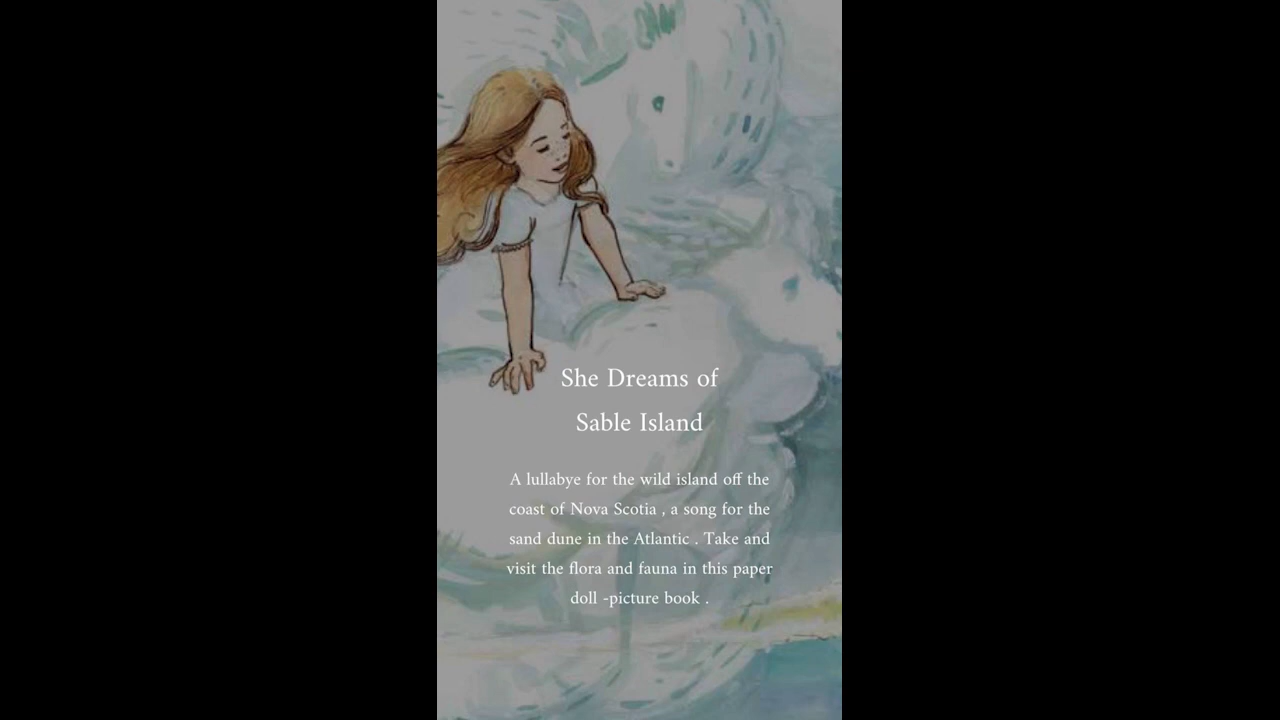 She Dreams of
Sable Island
A lullabye for the wild island off the
coast of Nova Scotia , a song for the
sand dune in the Atlantic . Take and
visit the flora and fauna in this paper
doll -picture book .